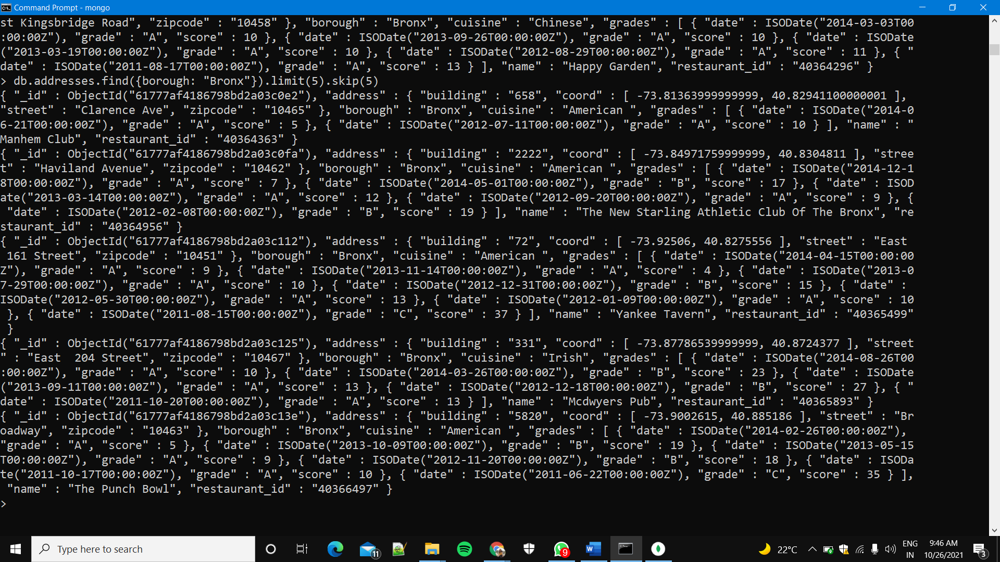 Command Prompt - mongo
st Kingsbridge Road", "zipcode" : "10458" }, "borough" : "Bronx", "cuisine" : "Chinese", "grades" : [ { "date" : ISODate("2014-03-03T00
:00:00Z"), "grade" : "A", "score" : 10 }, { "date" : ISODate("2013-09-26T00:00:00Z"), "grade" : "A", "score" : 10 }, { "date" : ISODate
("2013-03-19T00:00:00Z"), "grade" : "A", "score" : 10 }, { "date" : ISODate("2012-08-29T00:00:00Z"), "grade" : "A", "score" : 11 }, { "
date" : ISODate("2011-08-17T00:00:00Z"), "grade" : "A", "score" : 13 } ], "name" : "Happy Garden", "restaurant_id" : "40364296" }
> db.addresses.find({borough: "Bronx"}).limit(5).skip(5)
{ "_id" : ObjectId("61777af4186798bd2a03c0e2"), "address" : { "building" : "658", "coord" : [ -73.81363999999999, 40.82941100000001 ],
"street" : "Clarence Ave", "zipcode" : "10465" }, "borough" : "Bronx", "cuisine" : "American ", "grades" : [ { "date" : ISODate("2014-0
6-21T00:00:00Z"), "grade" : "A", "score" : 5 }, { "date" : ISODate("2012-07-11T00:00:00Z"), "grade" : "A", "score" : 10 } ], "name" : "
Manhem Club", "restaurant_id" : "40364363" }
{ "_id" : ObjectId("61777af4186798bd2a03c0fa"), "address" : { "building" : "2222", "coord" : [ -73.84971759999999, 40.8304811 ], "stree
t" : "Haviland Avenue", "zipcode" : "10462" }, "borough" : "Bronx", "cuisine" : "American ", "grades" : [ { "date" : ISODate("2014-12-1
8T00:00:00Z"), "grade" : "A", "score" : 7 }, { "date" : ISODate("2014-05-01T00:00:00Z"), "grade" : "B", "score" : 17 }, { "date" : ISOD
ate("2013-03-14T00:00:00Z"), "grade" : "A", "score" : 12 }, { "date" : ISODate("2012-09-20T00:00:00Z"), "grade" : "A", "score" : 9 }, {
 "date" : ISODate("2012-02-08T00:00:00Z"), "grade" : "B", "score" : 19 } ], "name" : "The New Starling Athletic Club Of The Bronx", "re
staurant_id" : "40364956" }
{ "_id" : ObjectId("61777af4186798bd2a03c112"), "address" : { "building" : "72", "coord" : [ -73.92506, 40.8275556 ], "street" : "East
 161 Street", "zipcode" : "10451" }, "borough" : "Bronx", "cuisine" : "American ", "grades" : [ { "date" : ISODate("2014-04-15T00:00:00
Z"), "grade" : "A", "score" : 9 }, { "date" : ISODate("2013-11-14T00:00:00Z"), "grade" : "A", "score" : 4 }, { "date" : ISODate("2013-0
7-29T00:00:00Z"), "grade" : "A", "score" : 10 }, { "date" : ISODate("2012-12-31T00:00:00Z"), "grade" : "B", "score" : 15 }, { "date" :
ISODate("2012-05-30T00:00:00Z"), "grade" : "A", "score" : 13 }, { "date" : ISODate("2012-01-09T00:00:00Z"), "grade" : "A", "score" : 10
 }, { "date" : ISODate("2011-08-15T00:00:00Z"), "grade" : "C", "score" : 37 } ], "name" : "Yankee Tavern", "restaurant_id" : "40365499"
 }
{ "_id" : ObjectId("61777af4186798bd2a03c125"), "address" : { "building" : "331", "coord" : [ -73.87786539999999, 40.8724377 ], "street
" : "East  204 Street", "zipcode" : "10467" }, "borough" : "Bronx", "cuisine" : "Irish", "grades" : [ { "date" : ISODate("2014-08-26T00
:00:00Z"), "grade" : "A", "score" : 10 }, { "date" : ISODate("2014-03-26T00:00:00Z"), "grade" : "B", "score" : 23 }, { "date" : ISODate
("2013-09-11T00:00:00Z"), "grade" : "A", "score" : 13 }, { "date" : ISODate("2012-12-18T00:00:00Z"), "grade" : "B", "score" : 27 }, { "
date" : ISODate("2011-10-20T00:00:00Z"), "grade" : "A", "score" : 13 } ], "name" : "Mcdwyers Pub", "restaurant_id" : "40365893" }
{ "_id" : ObjectId("61777af4186798bd2a03c13e"), "address" : { "building" : "5820", "coord" : [ -73.9002615, 40.885186 ], "street" : "Br
oadway", "zipcode" : "10463" }, "borough" : "Bronx", "cuisine" : "American ", "grades" : [ { "date" : ISODate("2014-02-26T00:00:00Z"),
"grade" : "A", "score" : 5 }, { "date" : ISODate("2013-10-09T00:00:00Z"), "grade" : "B", "score" : 19 }, { "date" : ISODate("2013-05-15
T00:00:00Z"), "grade" : "A", "score" : 9 }, { "date" : ISODate("2012-11-20T00:00:00Z"), "grade" : "B", "score" : 18 }, { "date" : ISODa
te("2011-10-17T00:00:00Z"), "grade" : "A", "score" : 10 }, { "date" : ISODate("2011-06-22T00:00:00Z"), "grade" : "C", "score" : 35 } ],
 "name" : "The Punch Bowl", "restaurant_id" : "40366497" }
>
Type here to search
11
9
W
22°C
ENG
IN
9:46 AM
10/26/2021
3